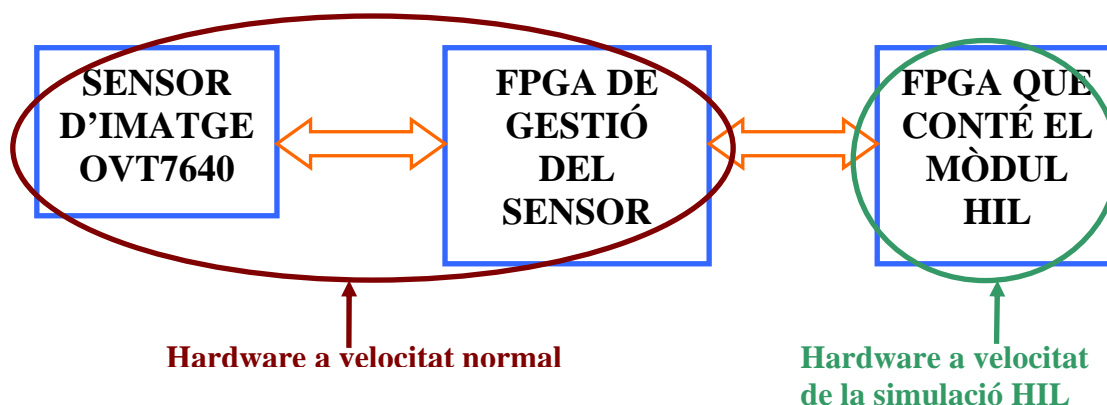 SENSOR
D’IMATGE
OVT7640
FPGA DE
GESTIÓ
DEL
SENSOR
FPGA QUE
CONTÉ EL
MÒDUL
HIL
Hardware a velocitat normal
Hardware a velocitat
de la simulació HIL